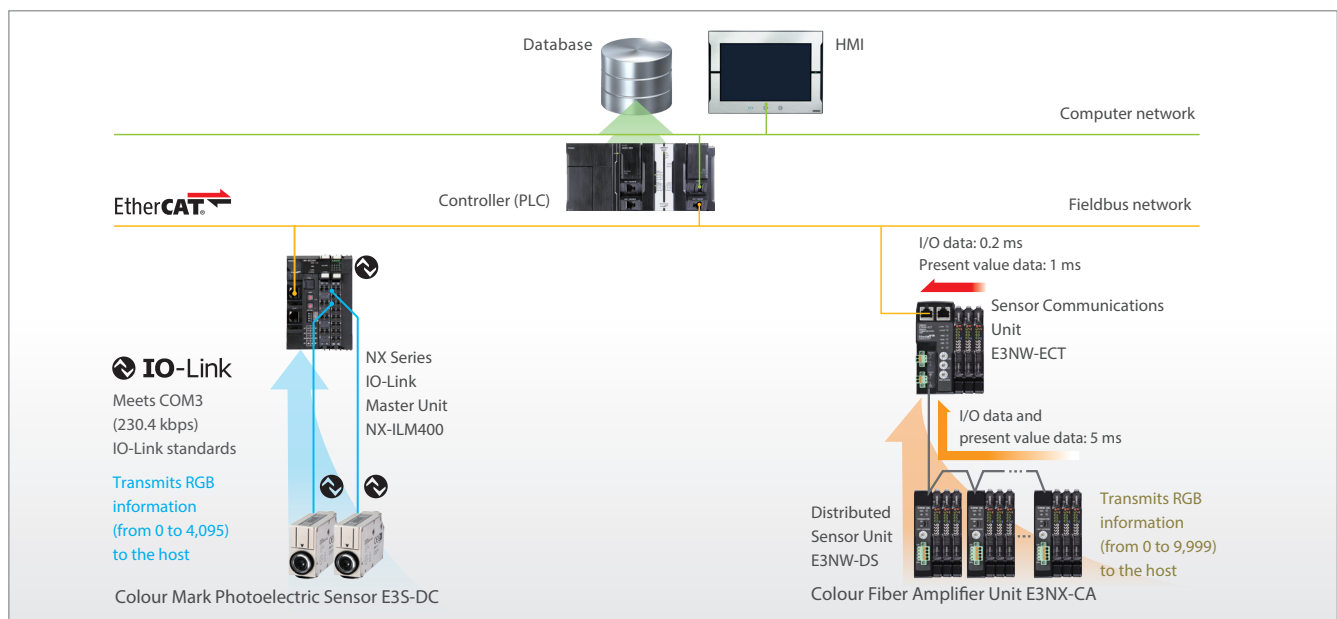 Database
HMI
Computer network
Controller (PLC)
EtherCAT®
Fieldbus network
I/O data: 0.2 ms
Present value data: 1 ms
Sensor Communications
Unit
E3NW-ECT
NX Series
IO-Link
Master Unit
NX-ILM400
IO-Link
Meets COM3
(230.4 kbps)
IO-Link standards
Transmits RGB
information
(from 0 to 4,095)
to the host
I/O data and
present value data: 5 ms
Distributed
Sensor Unit
E3NW-DS
Transmits RGB
information
(from 0 to 9,999)
to the host
Colour Mark Photoelectric Sensor E3S-DC
Colour Fiber Amplifier Unit E3NX-CA